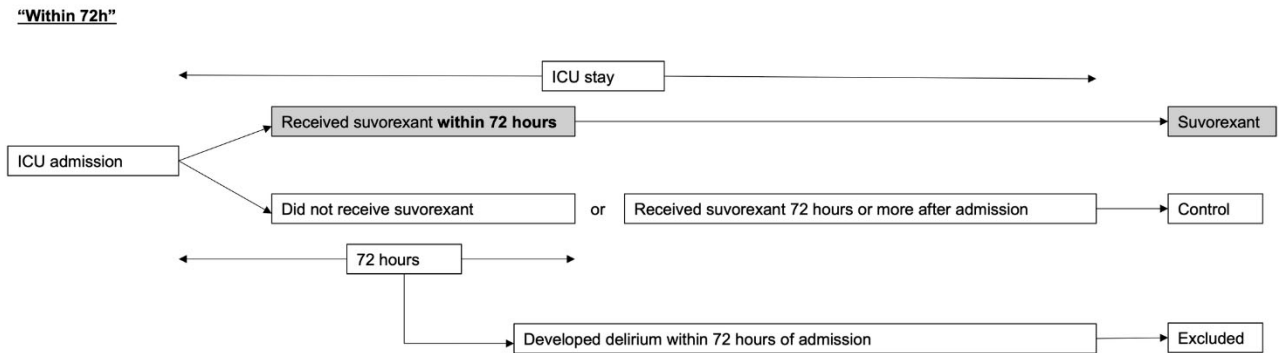 “Within 72h”
ICU stay
Received suvorexant within 72 hours
Suvorexant
ICU admission
Did not receive suvorexant or Received suvorexant 72 hours or more after admission
Control
72 hours
Developed delirium within 72 hours of admission
Excluded